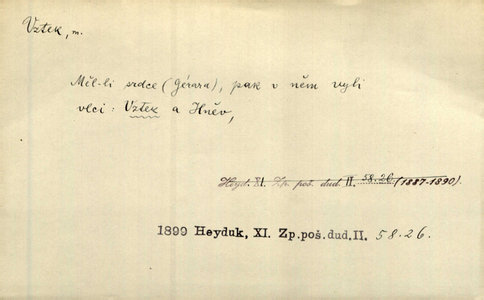 Vztek, m.
Měl-li srdce (Gérara), pak v něm vyli
vlci: Vztek a Hněv,
Heyd. XI. Zp. poš. dud. II. 58.26 (1887-1890).
1899 Heyduk, XI. Zp.poš.dud.II. 58.26.